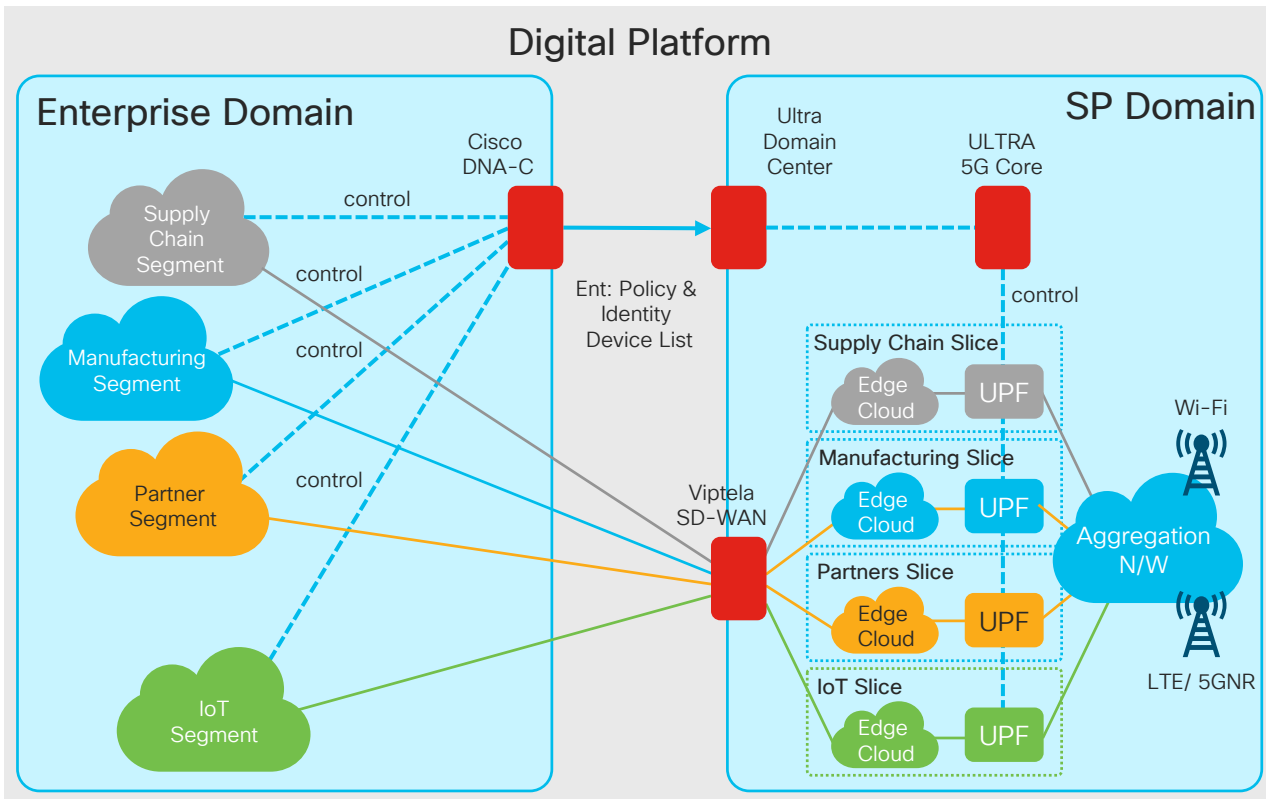 Digital Platform
Enterprise Domain
SP Domain
Cisco
DNA-C
Ultra
Domain
Center
ULTRA
5G Core
Supply
Chain
Segment
control
control
control
control
Manufacturing
Segment
Partner
Segment
IoT
Segment
Ent: Policy &
Identity
Device List
Viptela
SD-WAN
control
Supply Chain Slice
Edge
Cloud
UPF
Manufacturing Slice
Edge
Cloud
UPF
Partners Slice
Edge
Cloud
UPF
IoT Slice
Edge
Cloud
UPF
Wi-Fi
Aggregation
N/W
LTE/ 5GNR